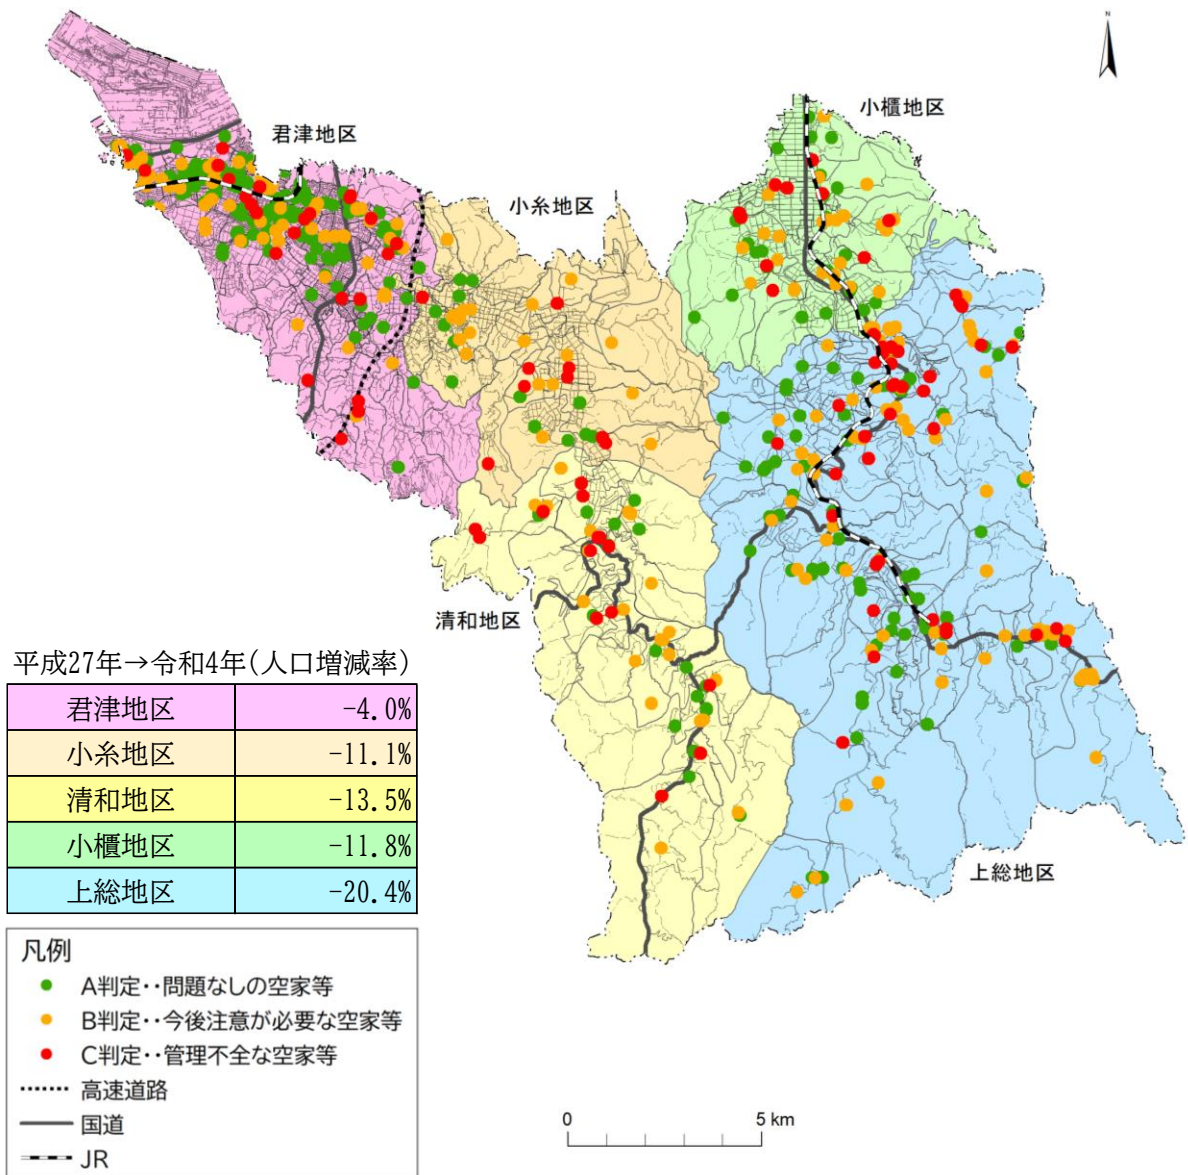 N
小櫃地区
君津地区
小糸地区
清和地区
上総地区
平成27年→令和4年(人口増減率)
君津地区 -4.0%
小糸地区 -11.1%
清和地区 -13.5%
小櫃地区 -11.8%
上総地区 -20.4%
凡例
A判定・・問題なしの空家等
B判定・・今後注意が必要な空家等
C判定・・管理不全な空家等
高速道路
国道
JR
0 5 km